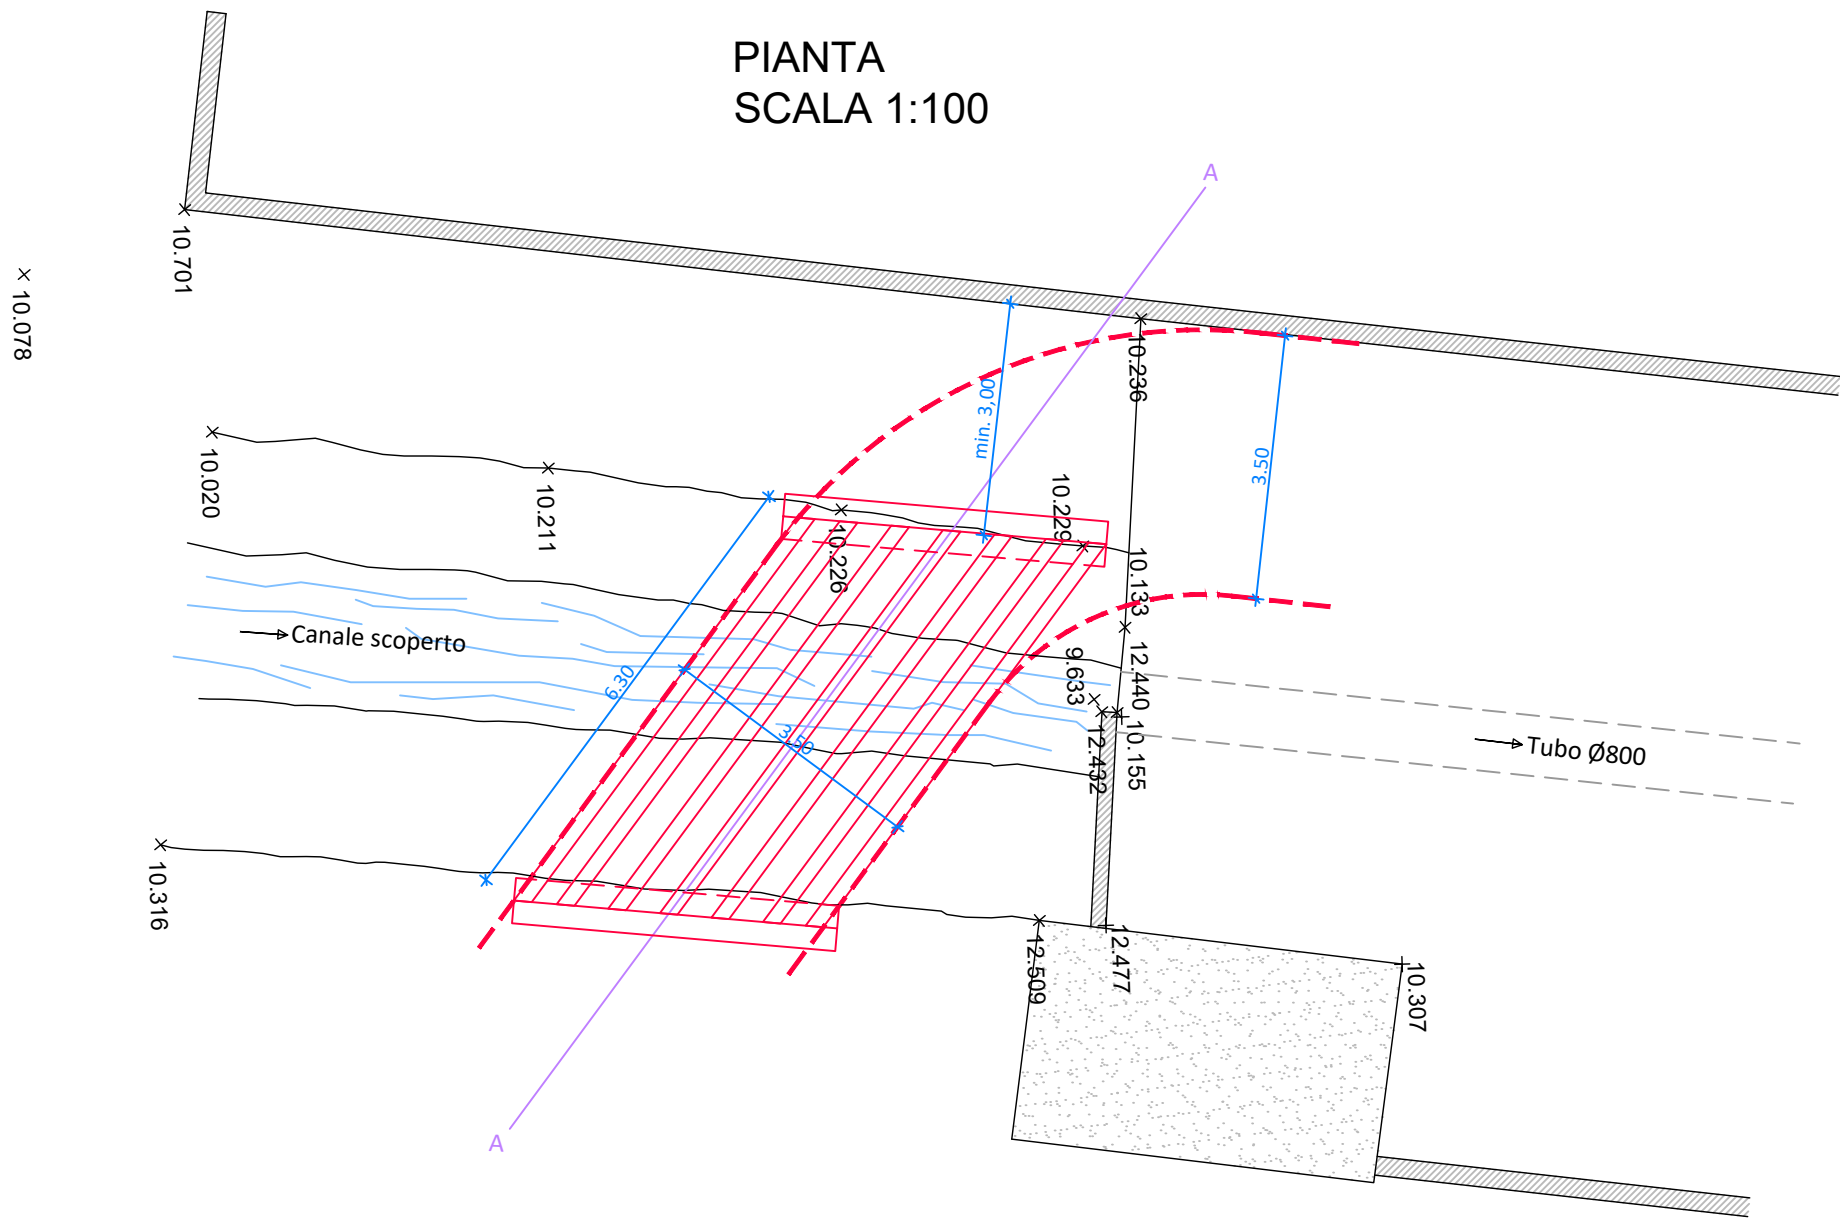 PIANTA
SCALA 1:100
A
10.701
10.078
10.236
min. 3,00
3.50
10.020
10.211
10.229
10.226
10.133
Canale scoperto
12.440
9.633
6.30
3.50
12.432
10.155
Tubo Ø800
10.316
12.509
12.477
10.307
A